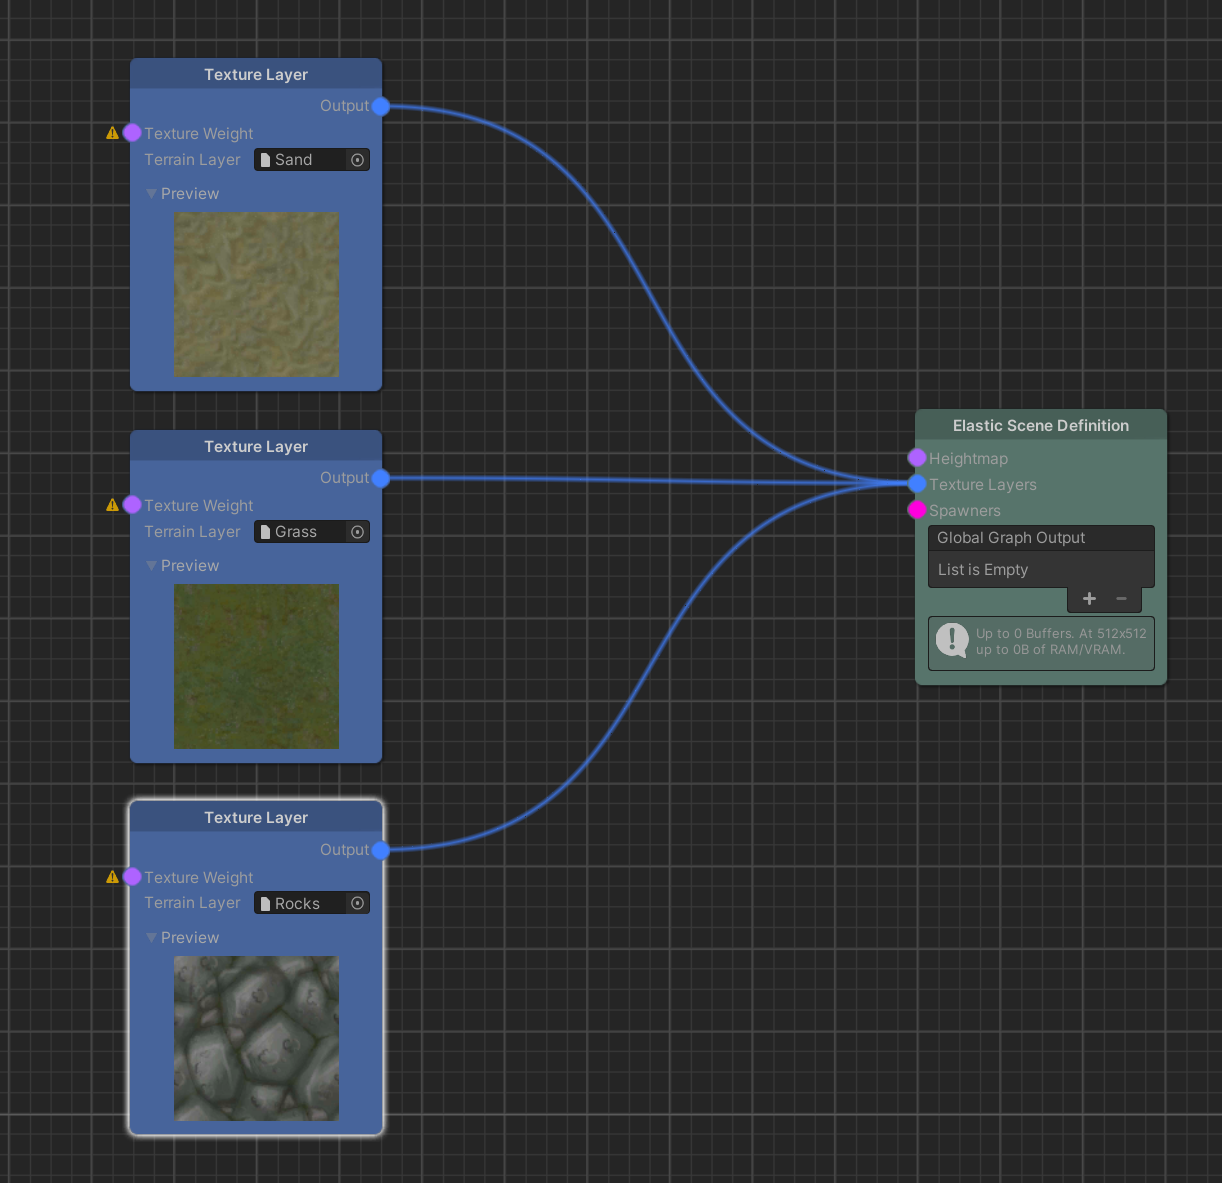 Texture Layer
Output
Texture Weight
Terrain Layer Sand
Preview
Texture Layer
Output
Texture Weight
Terrain Layer Grass
Preview
Texture Layer
Output
Texture Weight
Terrain Layer Rocks
Preview
Elastic Scene Definition
Heightmap
Texture Layers
Spawners
Global Graph Output
List is Empty
+ −
Up to 0 Buffers. At 512x512
up to 0B of RAM/VRAM.